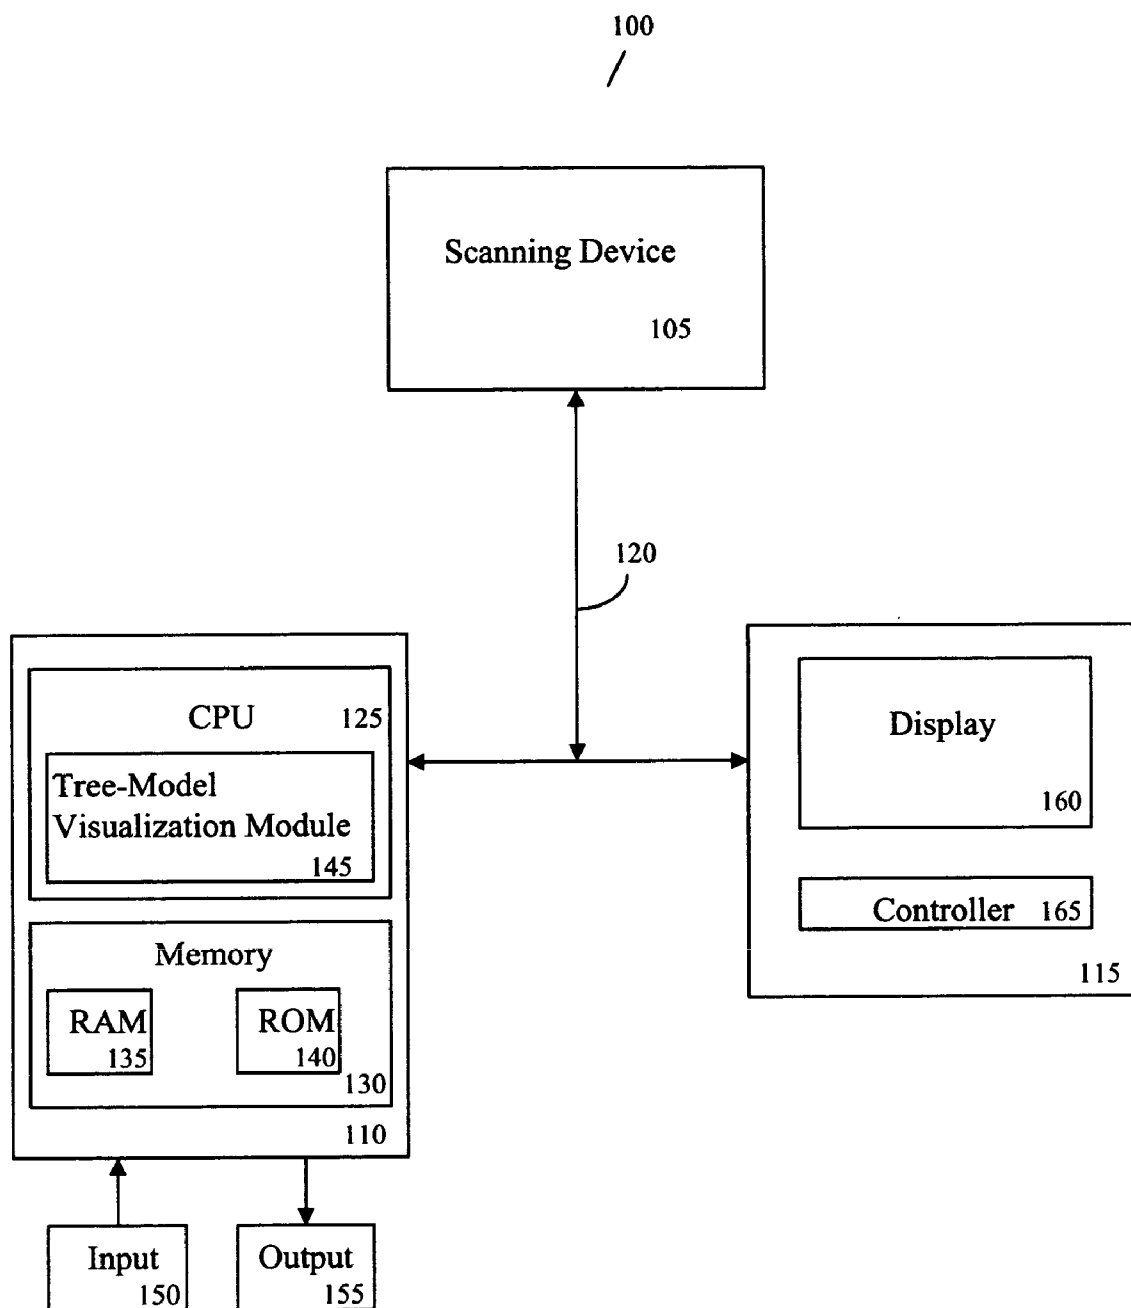 100
Scanning Device
105
120
CPU 125
Tree-Model
Visualization Module
145
Memory
RAM
135
ROM
140
130
110
Display
160
Controller 165
115
Input
150
Output
155